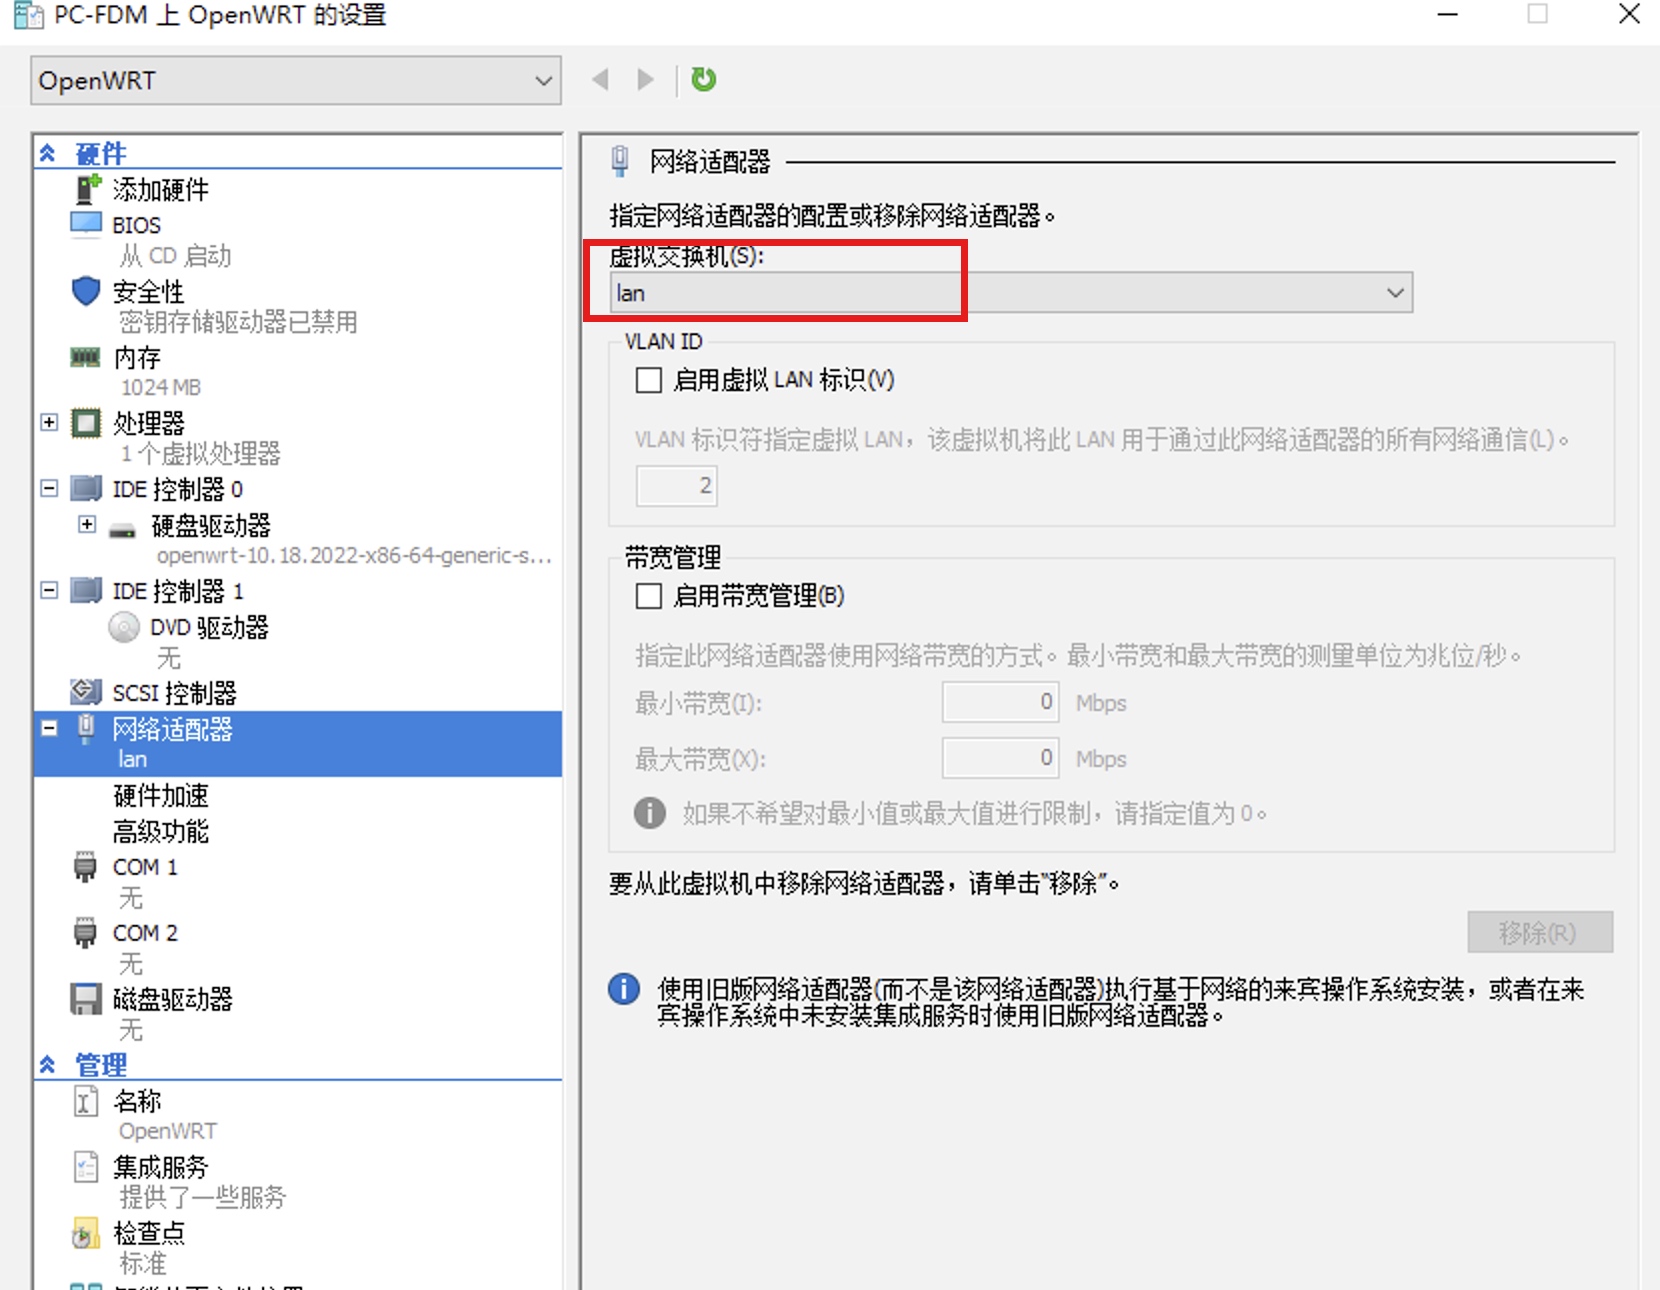 PC-FDM 上 OpenWRT 的设置
OpenWRT
硬件
添加硬件
BIOS
从 CD 启动
安全性
密钥存储驱动器已禁用
内存
1024 MB
处理器
1 个虚拟处理器
IDE 控制器 0
硬盘驱动器
openwrt-10.18.2022-x86-64-generic-s...
IDE 控制器 1
DVD 驱动器
无
SCSI 控制器
网络适配器
lan
硬件加速
高级功能
COM 1
无
COM 2
无
磁盘驱动器
无
管理
名称
OpenWRT
集成服务
提供了一些服务
检查点
标准
网络适配器
指定网络适配器的配置或移除网络适配器。
虚拟交换机(S):
lan
VLAN ID
启用虚拟 LAN 标识(V)
VLAN 标识符指定虚拟 LAN，该虚拟机将此 LAN 用于通过此网络适配器的所有网络通信(L)。
2
带宽管理
启用带宽管理(B)
指定此网络适配器使用网络带宽的方式。最小带宽和最大带宽的测量单位为兆位/秒。
最小带宽(I): 0 Mbps
最大带宽(X): 0 Mbps
如果不希望对最小值或最大值进行限制，请指定值为 0。
要从此虚拟机中移除网络适配器，请单击“移除”。
移除(R)
使用旧版网络适配器(而不是该网络适配器)执行基于网络的来宾操作系统安装，或者在来
宾操作系统中未安装集成服务时使用旧版网络适配器。